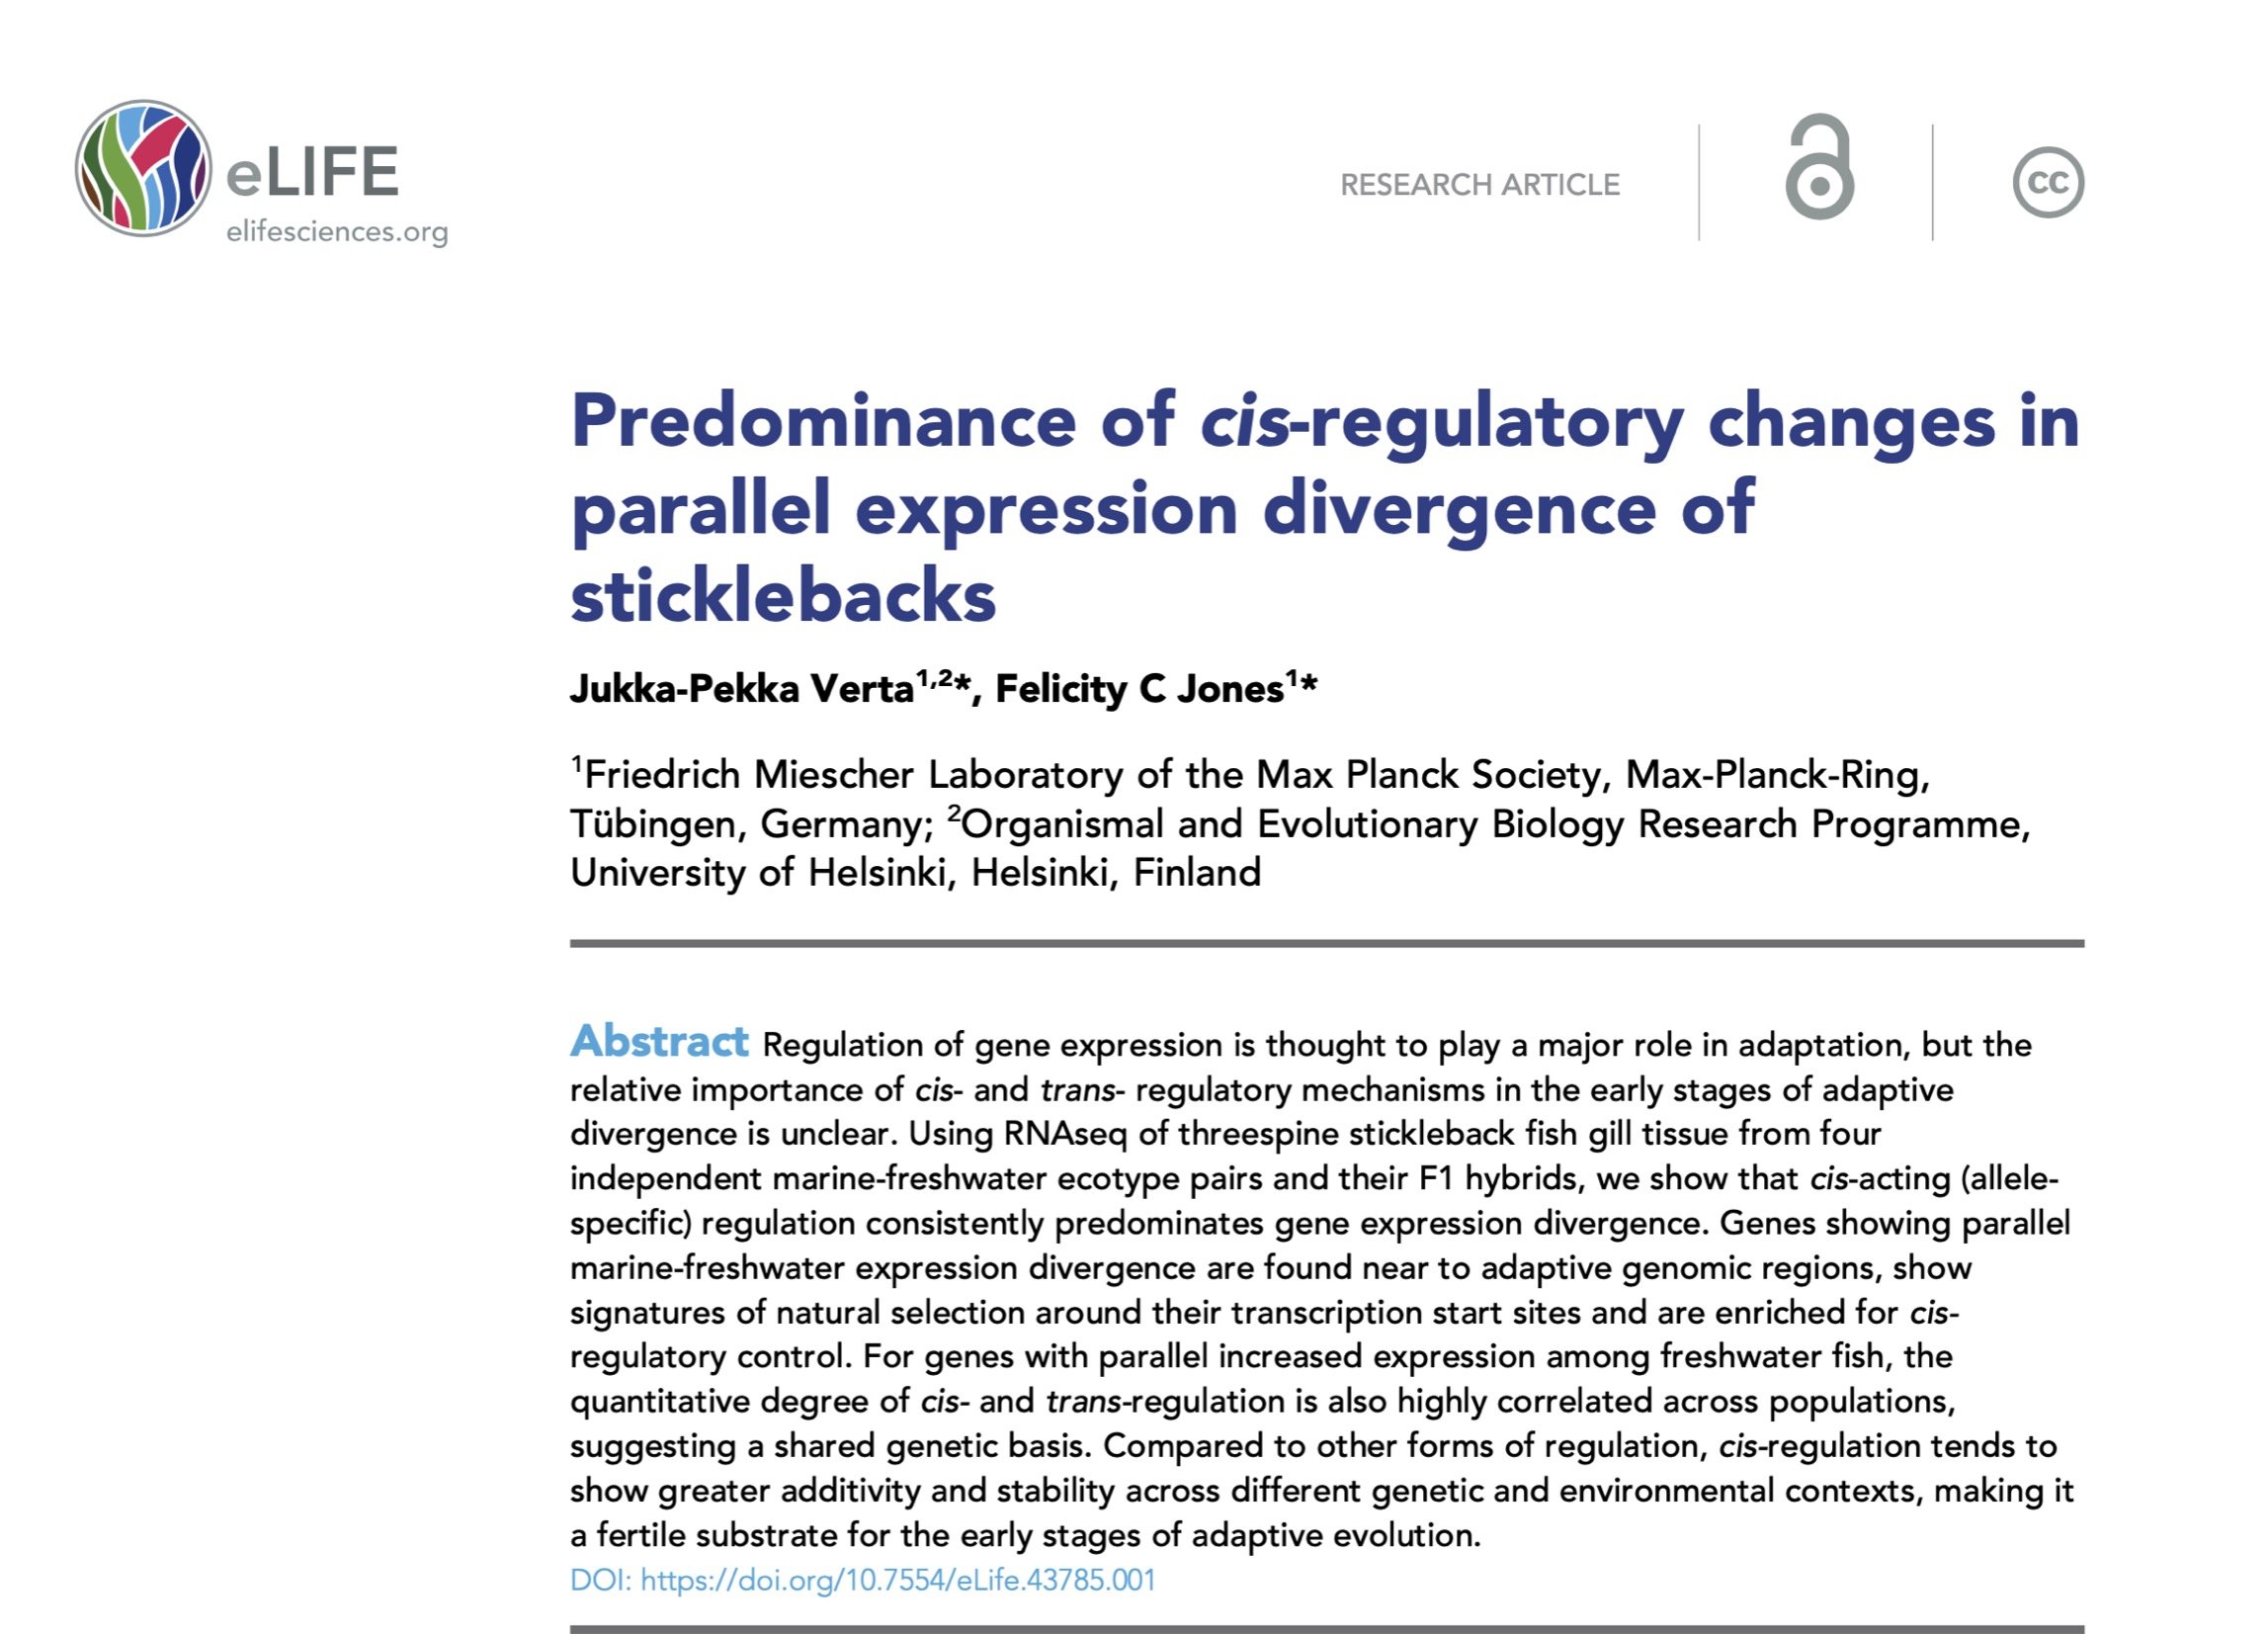 eLIFE
elifesciences.org
RESEARCH ARTICLE
cc
Predominance of cis-regulatory changes in
parallel expression divergence of
sticklebacks
Jukka-Pekka Verta1,2*, Felicity C Jones1*
1Friedrich Miescher Laboratory of the Max Planck Society, Max-Planck-Ring,
Tübingen, Germany; 2Organismal and Evolutionary Biology Research Programme,
University of Helsinki, Helsinki, Finland
Abstract Regulation of gene expression is thought to play a major role in adaptation, but the
relative importance of cis- and trans- regulatory mechanisms in the early stages of adaptive
divergence is unclear. Using RNAseq of threespine stickleback fish gill tissue from four
independent marine-freshwater ecotype pairs and their F1 hybrids, we show that cis-acting (allele-
specific) regulation consistently predominates gene expression divergence. Genes showing parallel
marine-freshwater expression divergence are found near to adaptive genomic regions, show
signatures of natural selection around their transcription start sites and are enriched for cis-
regulatory control. For genes with parallel increased expression among freshwater fish, the
quantitative degree of cis- and trans-regulation is also highly correlated across populations,
suggesting a shared genetic basis. Compared to other forms of regulation, cis-regulation tends to
show greater additivity and stability across different genetic and environmental contexts, making it
a fertile substrate for the early stages of adaptive evolution.
DOI: https://doi.org/10.7554/eLife.43785.001